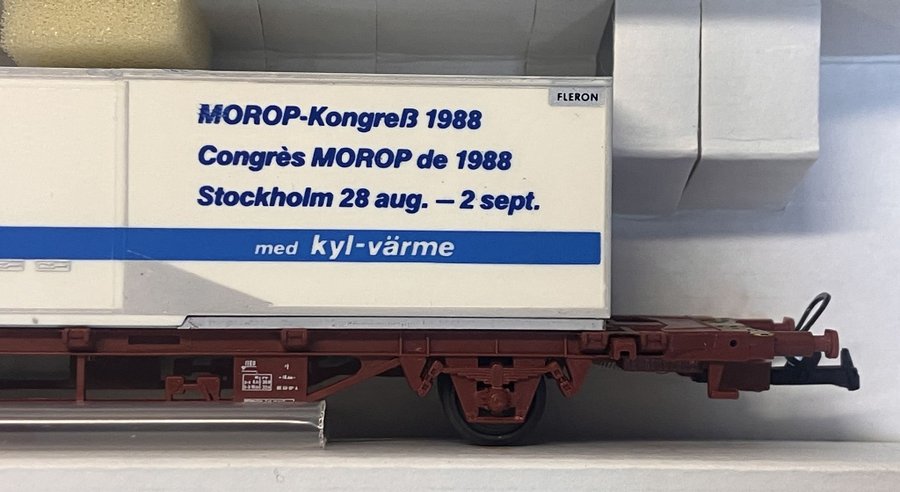 FLERON
MOROP-Kongreß 1988
Congrès MOROP de 1988
Stockholm 28 aug. – 2 sept.
med kyl-värme